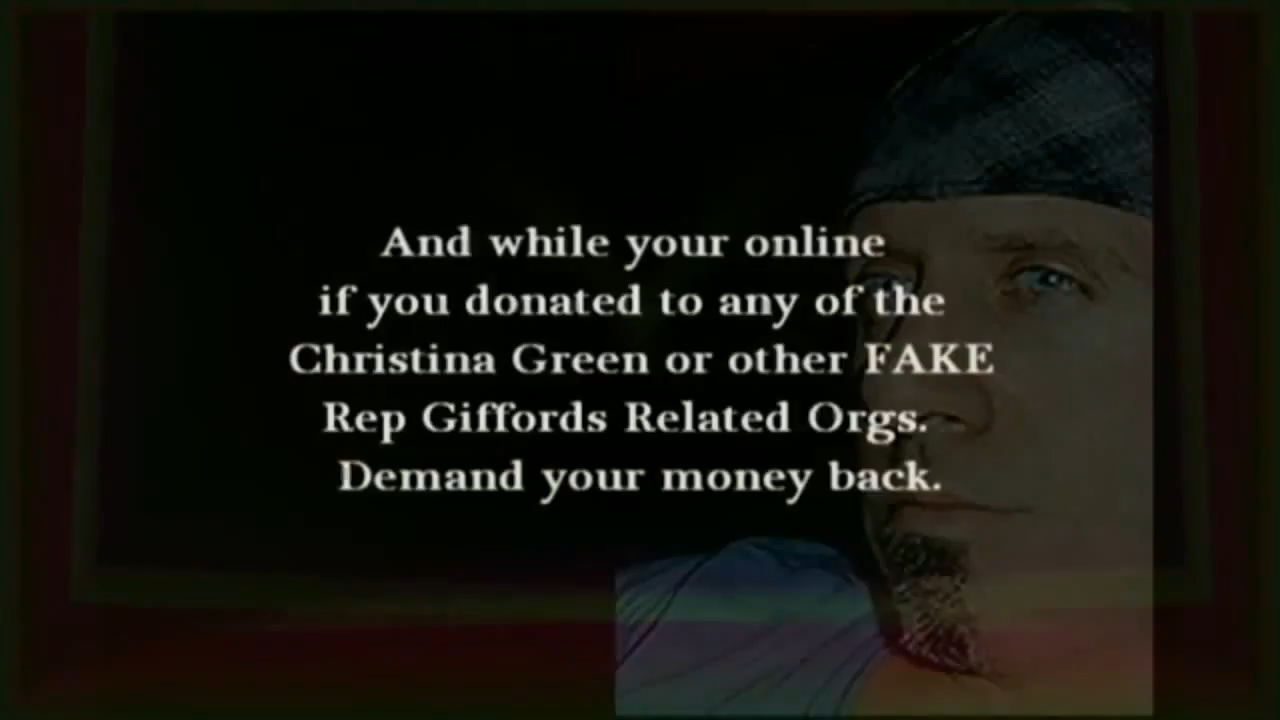 And while your online
if you donated to any of the
Christina Green or other FAKE
Rep Giffords Related Orgs.
Demand your money back.